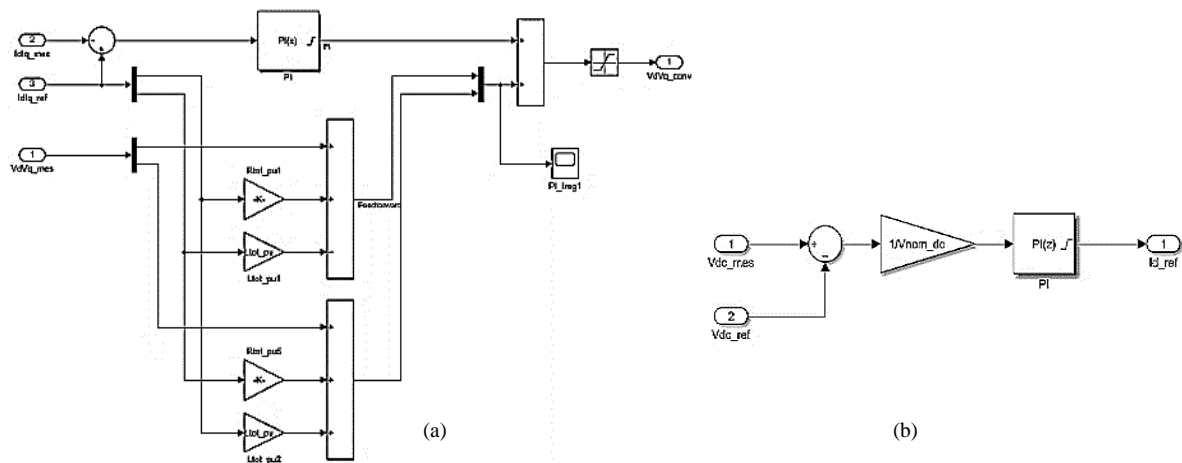 2
IdIq_mes
3
IdIq_ref
1
VdVq_mes
PI(z)
PI
PI
1
VdVq_conv
PI_Ireg1
Feedforward
Rtot_pu1
-K-
Ltot_pu1
Rtot_pu5
-K-
Ltot_pu2
(a)
1
Vdc_mes
2
Vdc_ref
1/Vnom_dc
PI(z)
PI
1
Id_ref
(b)